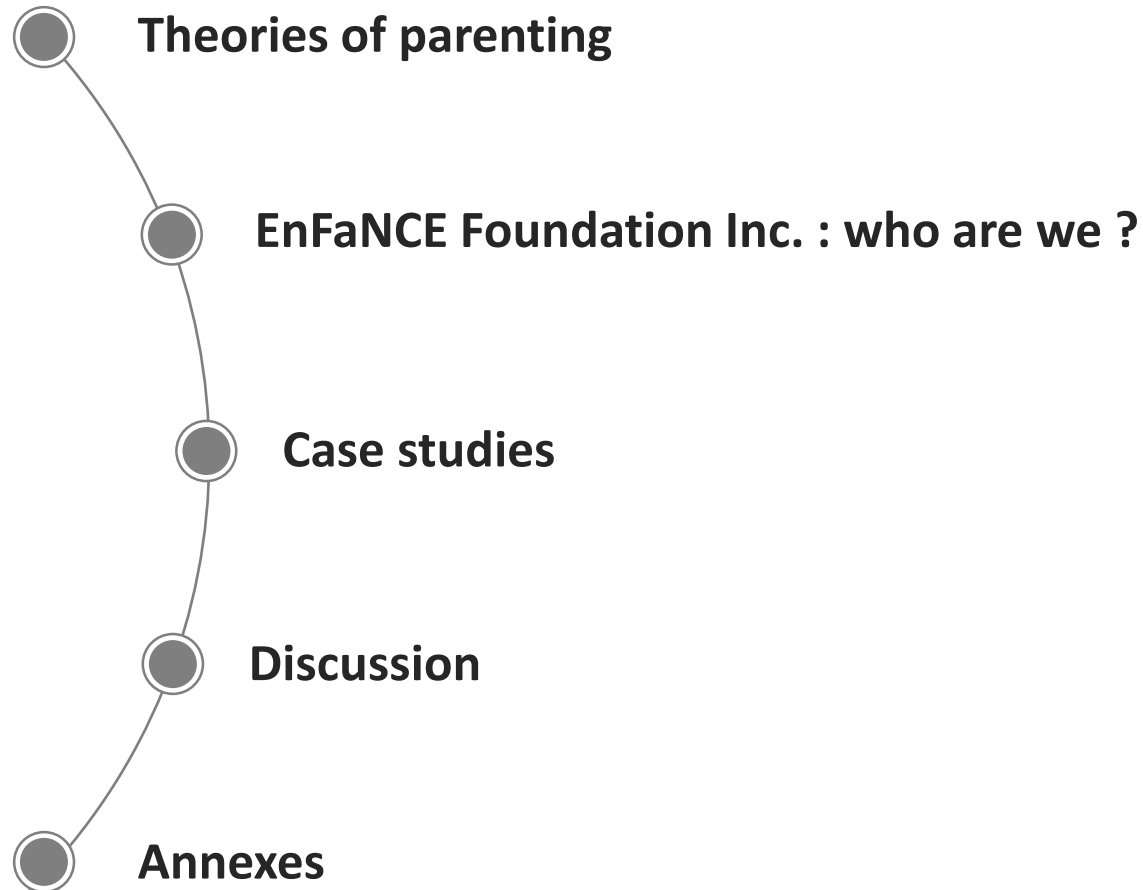 Theories of parenting
EnFaNCE Foundation Inc. : who are we ?
Case studies
Discussion
Annexes